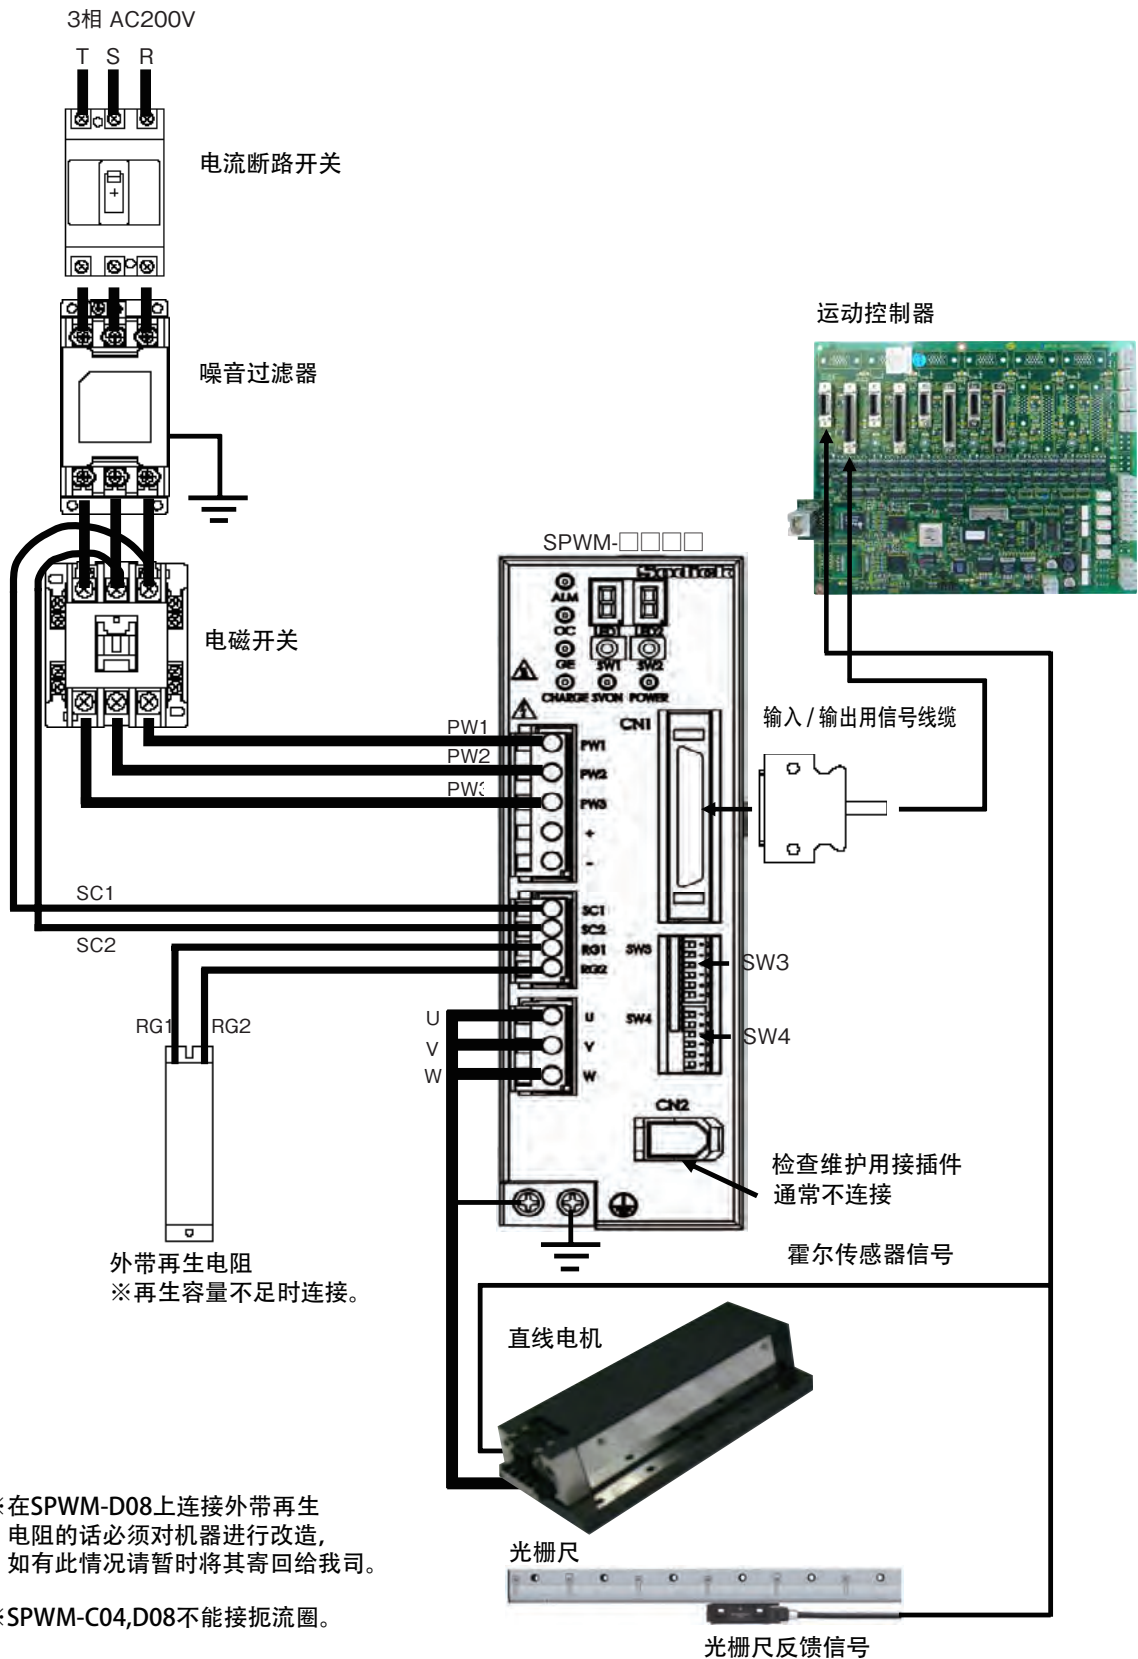 3相 AC200V
T S R
电流断路开关
噪音过滤器
运动控制器
SPWM-□□□□
Sodick
ALM
OC
LED1 LED2
GE
SW1 SW2
CHARGE SVON POWER
电磁开关
CN1
输入/输出用信号线缆
PW1
PW1
PW2
PW2
PW3
PW3
+
-
SC1
SC1
SC2
SC2
RG1
RG2
SW3
SW3
RG1 RG2
U
U
SW4
SW4
V
V
W
W
CN2
检查维护用接插件
通常不连接
外带再生电阻
※再生容量不足时连接。
霍尔传感器信号
直线电机
※在SPWM-D08上连接外带再生
电阻的话必须对机器进行改造,
如有此情况请暂时将其寄回给我司。
※SPWM-C04,D08不能接扼流圈。
光栅尺
光栅尺反馈信号